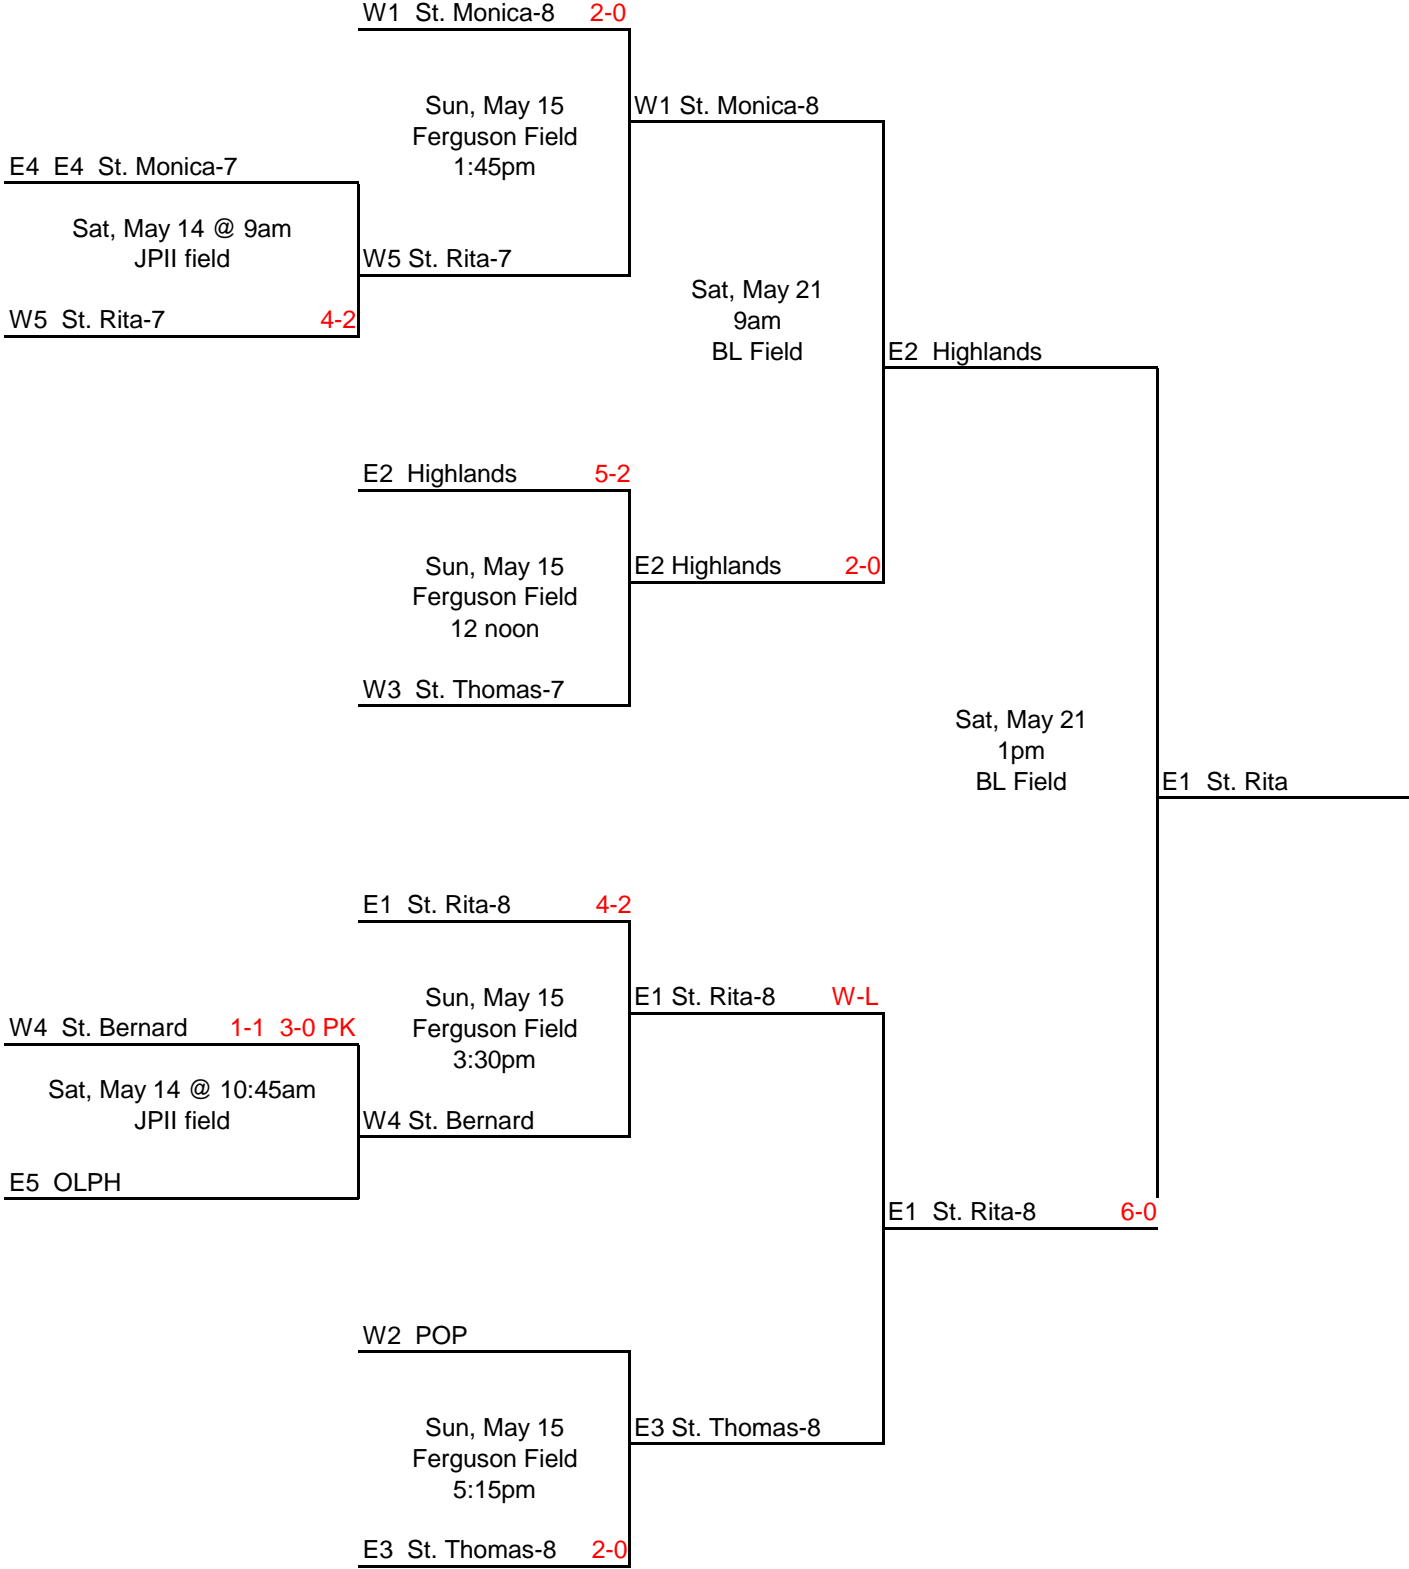 W1  St. Monica-8  2-0
Sun, May 15
W1 St. Monica-8
Ferguson Field
E4  E4  St. Monica-7
1:45pm
Sat, May 14 @ 9am
JPII field
W5 St. Rita-7
Sat, May 21
W5  St. Rita-7  4-2
9am
BL Field
E2  Highlands
E2  Highlands  5-2
Sun, May 15
E2 Highlands  2-0
Ferguson Field
12 noon
W3  St. Thomas-7
Sat, May 21
1pm
BL Field
E1  St. Rita
E1  St. Rita-8  4-2
Sun, May 15
E1 St. Rita-8  W-L
W4  St. Bernard  1-1  3-0 PK
Ferguson Field
3:30pm
Sat, May 14 @ 10:45am
JPII field
W4 St. Bernard
E5  OLPH
E1  St. Rita-8  6-0
W2  POP
Sun, May 15
E3 St. Thomas-8
Ferguson Field
5:15pm
E3  St. Thomas-8  2-0